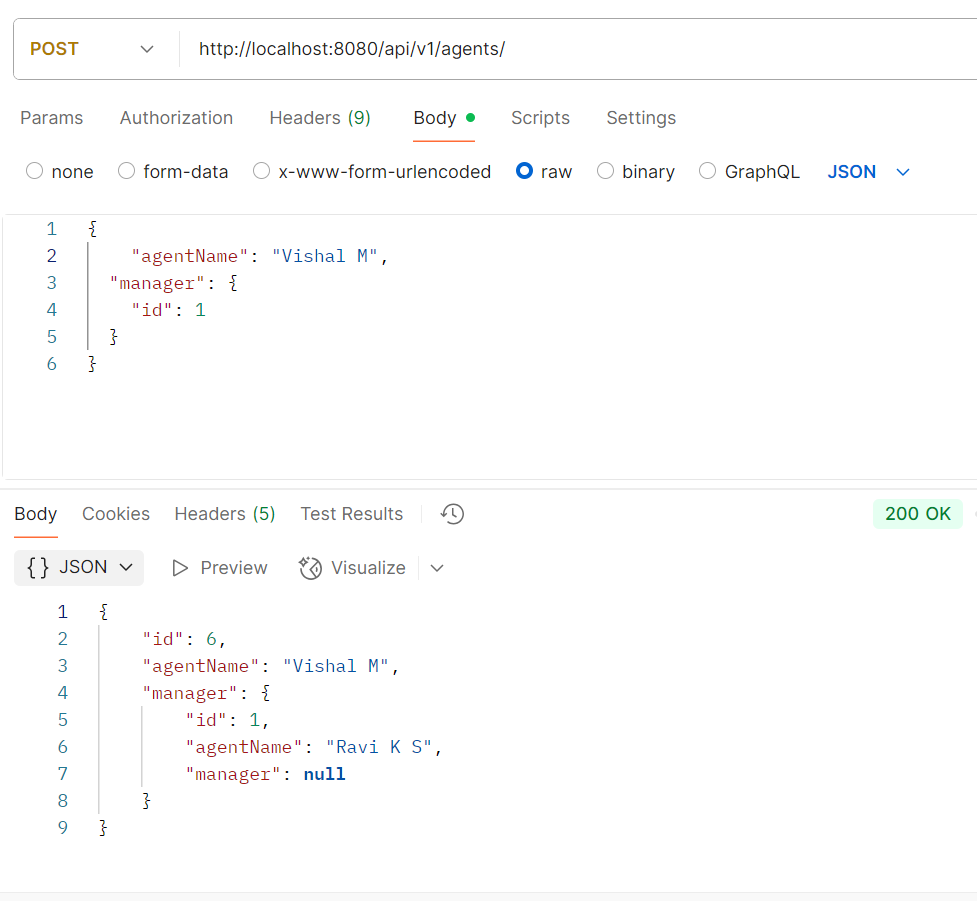 POST http://localhost:8080/api/v1/agents/
Params Authorization Headers (9) Body Scripts Settings
none form-data x-www-form-urlencoded raw binary GraphQL JSON
1 {
2 "agentName": "Vishal M",
3 "manager": {
4 "id": 1
5 }
6 }
Body Cookies Headers (5) Test Results 200 OK
{} JSON Preview Visualize
1 {
2 "id": 6,
3 "agentName": "Vishal M",
4 "manager": {
5 "id": 1,
6 "agentName": "Ravi K S",
7 "manager": null
8 }
9 }